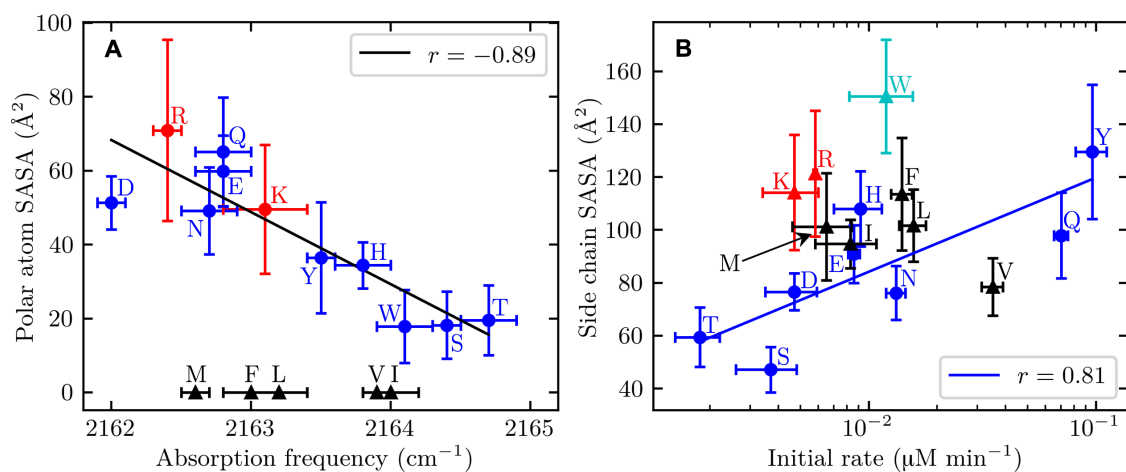 A
r = −0.89
Polar atom SASA (Å²)
100
80
60
40
20
0
R
Q
E
D
N
K
Y
H
W
S
T
M
F
L
V
I
2162
2163
2164
2165
Absorption frequency (cm⁻¹)
B
r = 0.81
Side chain SASA (Å²)
160
140
120
100
80
60
40
W
Y
R
K
H
F
L
Q
M
E
I
D
N
V
T
S
10⁻²
10⁻¹
Initial rate (μM min⁻¹)